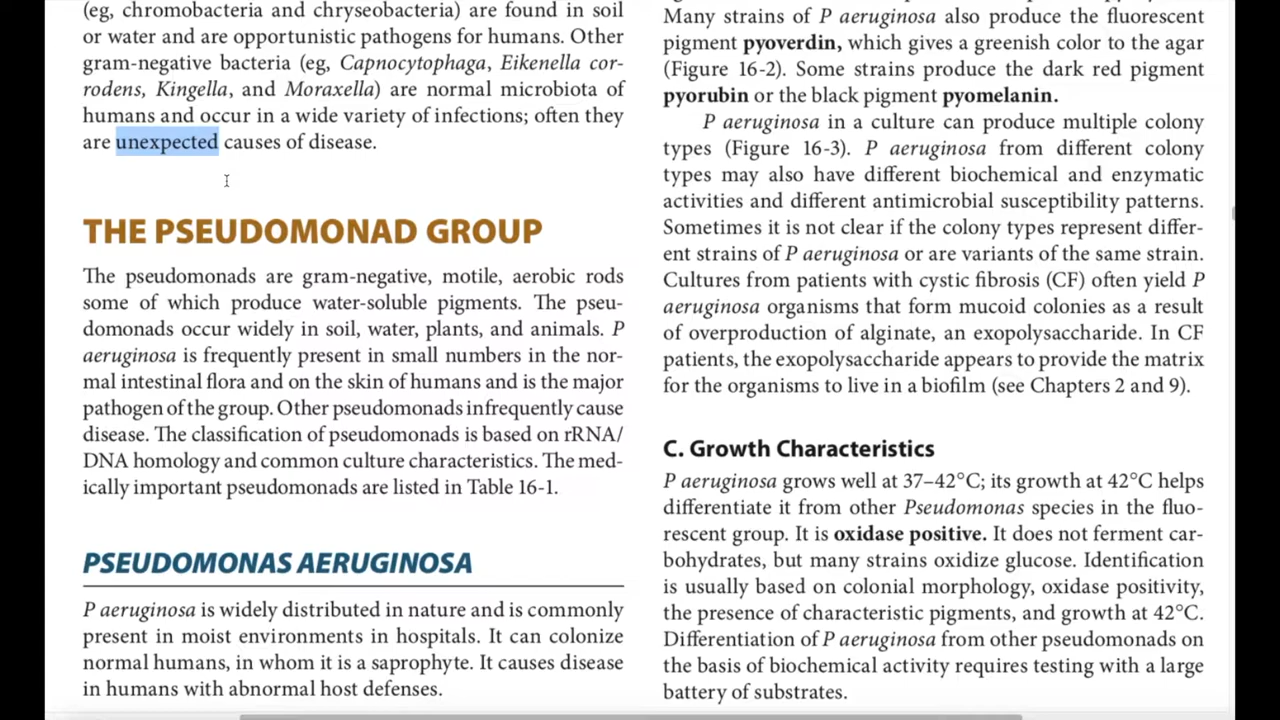 (eg, chromobacteria and chryseobacteria) are found in soil
or water and are opportunistic pathogens for humans. Other
gram-negative bacteria (eg, Capnocytophaga, Eikenella cor-
rodens, Kingella, and Moraxella) are normal microbiota of
humans and occur in a wide variety of infections; often they
are unexpected causes of disease.
THE PSEUDOMONAD GROUP
The pseudomonads are gram-negative, motile, aerobic rods
some of which produce water-soluble pigments. The pseu-
domonads occur widely in soil, water, plants, and animals. P
aeruginosa is frequently present in small numbers in the nor-
mal intestinal flora and on the skin of humans and is the major
pathogen of the group. Other pseudomonads infrequently cause
disease. The classification of pseudomonads is based on rRNA/
DNA homology and common culture characteristics. The med-
ically important pseudomonads are listed in Table 16-1.
PSEUDOMONAS AERUGINOSA
P aeruginosa is widely distributed in nature and is commonly
present in moist environments in hospitals. It can colonize
normal humans, in whom it is a saprophyte. It causes disease
in humans with abnormal host defenses.
Many strains of P aeruginosa also produce the fluorescent
pigment pyoverdin, which gives a greenish color to the agar
(Figure 16-2). Some strains produce the dark red pigment
pyorubin or the black pigment pyomelanin.
P aeruginosa in a culture can produce multiple colony
types (Figure 16-3). P aeruginosa from different colony
types may also have different biochemical and enzymatic
activities and different antimicrobial susceptibility patterns.
Sometimes it is not clear if the colony types represent differ-
ent strains of P aeruginosa or are variants of the same strain.
Cultures from patients with cystic fibrosis (CF) often yield P
aeruginosa organisms that form mucoid colonies as a result
of overproduction of alginate, an exopolysaccharide. In CF
patients, the exopolysaccharide appears to provide the matrix
for the organisms to live in a biofilm (see Chapters 2 and 9).
C. Growth Characteristics
P aeruginosa grows well at 37–42°C; its growth at 42°C helps
differentiate it from other Pseudomonas species in the fluo-
rescent group. It is oxidase positive. It does not ferment car-
bohydrates, but many strains oxidize glucose. Identification
is usually based on colonial morphology, oxidase positivity,
the presence of characteristic pigments, and growth at 42°C.
Differentiation of P aeruginosa from other pseudomonads on
the basis of biochemical activity requires testing with a large
battery of substrates.